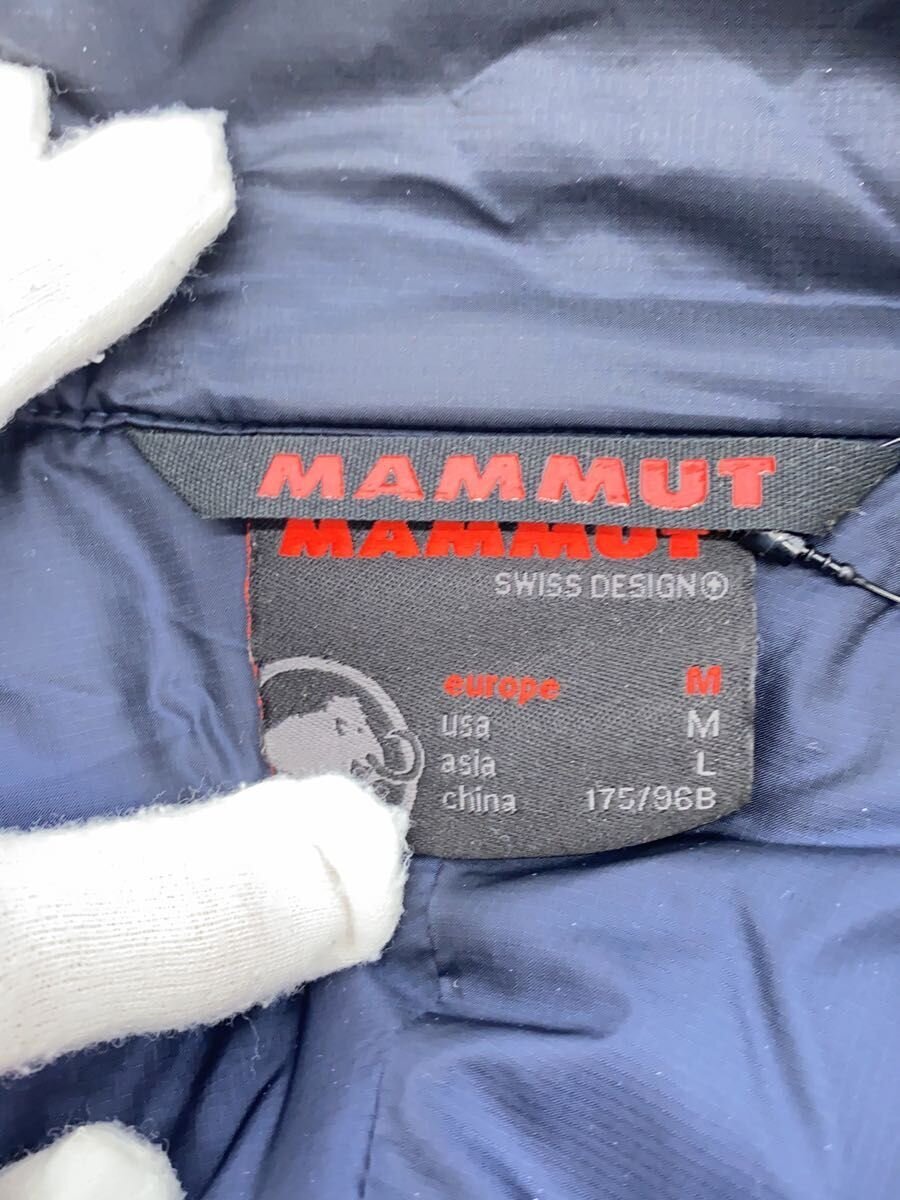 MAMMUT
MAMMUT
SWISS DESIGN
europe M
usa M
asia L
china 175/96B